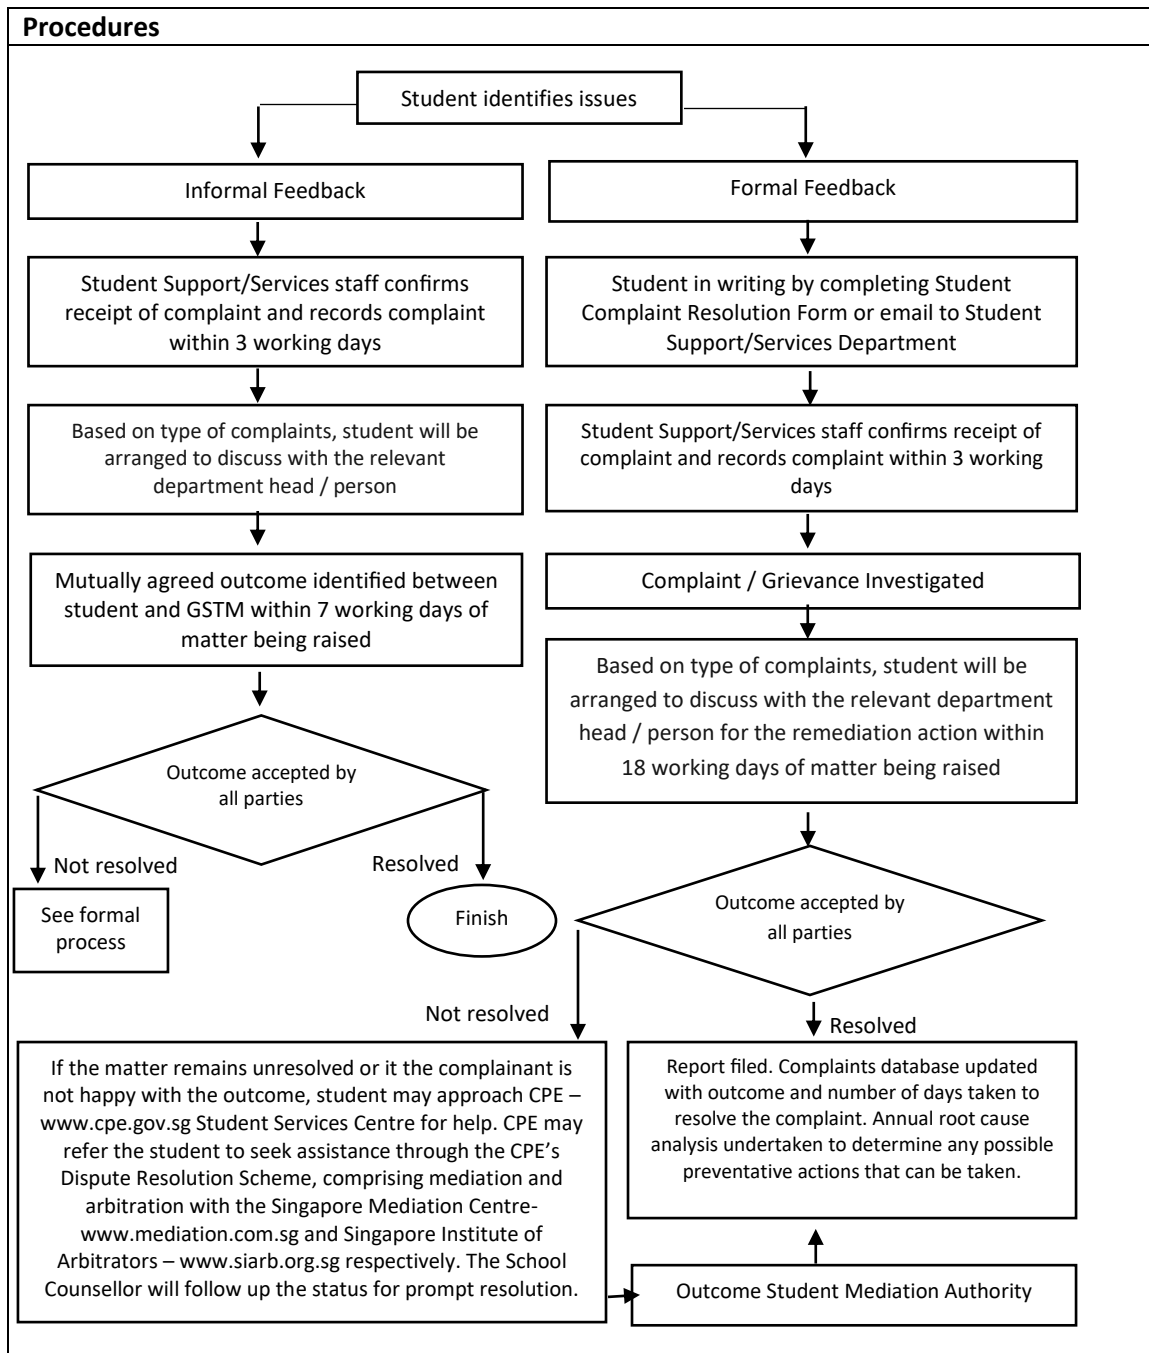 Procedures
Student identifies issues
Informal Feedback
Student Support/Services staff confirms
receipt of complaint and records complaint
within 3 working days
Based on type of complaints, student will be
arranged to discuss with the relevant
department head / person
Mutually agreed outcome identified between
student and GSTM within 7 working days of
matter being raised
Outcome accepted by
all parties
Not resolved
Resolved
See formal
process
Finish
Formal Feedback
Student in writing by completing Student
Complaint Resolution Form or email to Student
Support/Services Department
Student Support/Services staff confirms receipt of
complaint and records complaint within 3 working
days
Complaint / Grievance Investigated
Based on type of complaints, student will be
arranged to discuss with the relevant department
head / person for the remediation action within
18 working days of matter being raised
Outcome accepted by
all parties
Not resolved
Resolved
If the matter remains unresolved or it the complainant is
not happy with the outcome, student may approach CPE –
www.cpe.gov.sg Student Services Centre for help. CPE may
refer the student to seek assistance through the CPE’s
Dispute Resolution Scheme, comprising mediation and
arbitration with the Singapore Mediation Centre-
www.mediation.com.sg and Singapore Institute of
Arbitrators – www.siarb.org.sg respectively. The School
Counsellor will follow up the status for prompt resolution.
Report filed. Complaints database updated
with outcome and number of days taken to
resolve the complaint. Annual root cause
analysis undertaken to determine any possible
preventative actions that can be taken.
Outcome Student Mediation Authority